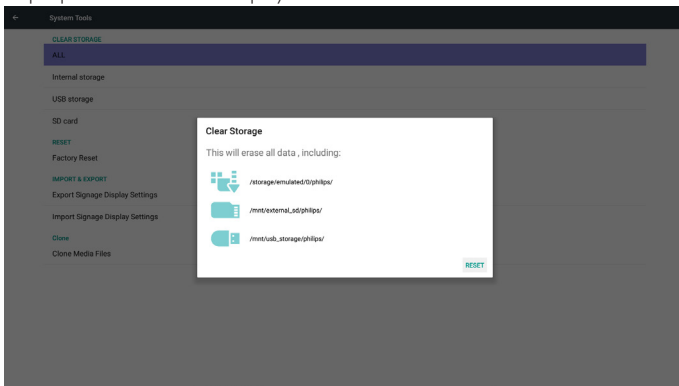 System Tools
CLEAR STORAGE
ALL
Internal storage
USB storage
SD card
RESET
Factory Reset
IMPORT & EXPORT
Export Signage Display Settings
Import Signage Display Settings
Clone
Clone Media Files
Clear Storage
This will erase all data , including:
/storage/emulated/0/philips/
/mnt/external_sd/philips/
/mnt/usb_storage/philips/
RESET